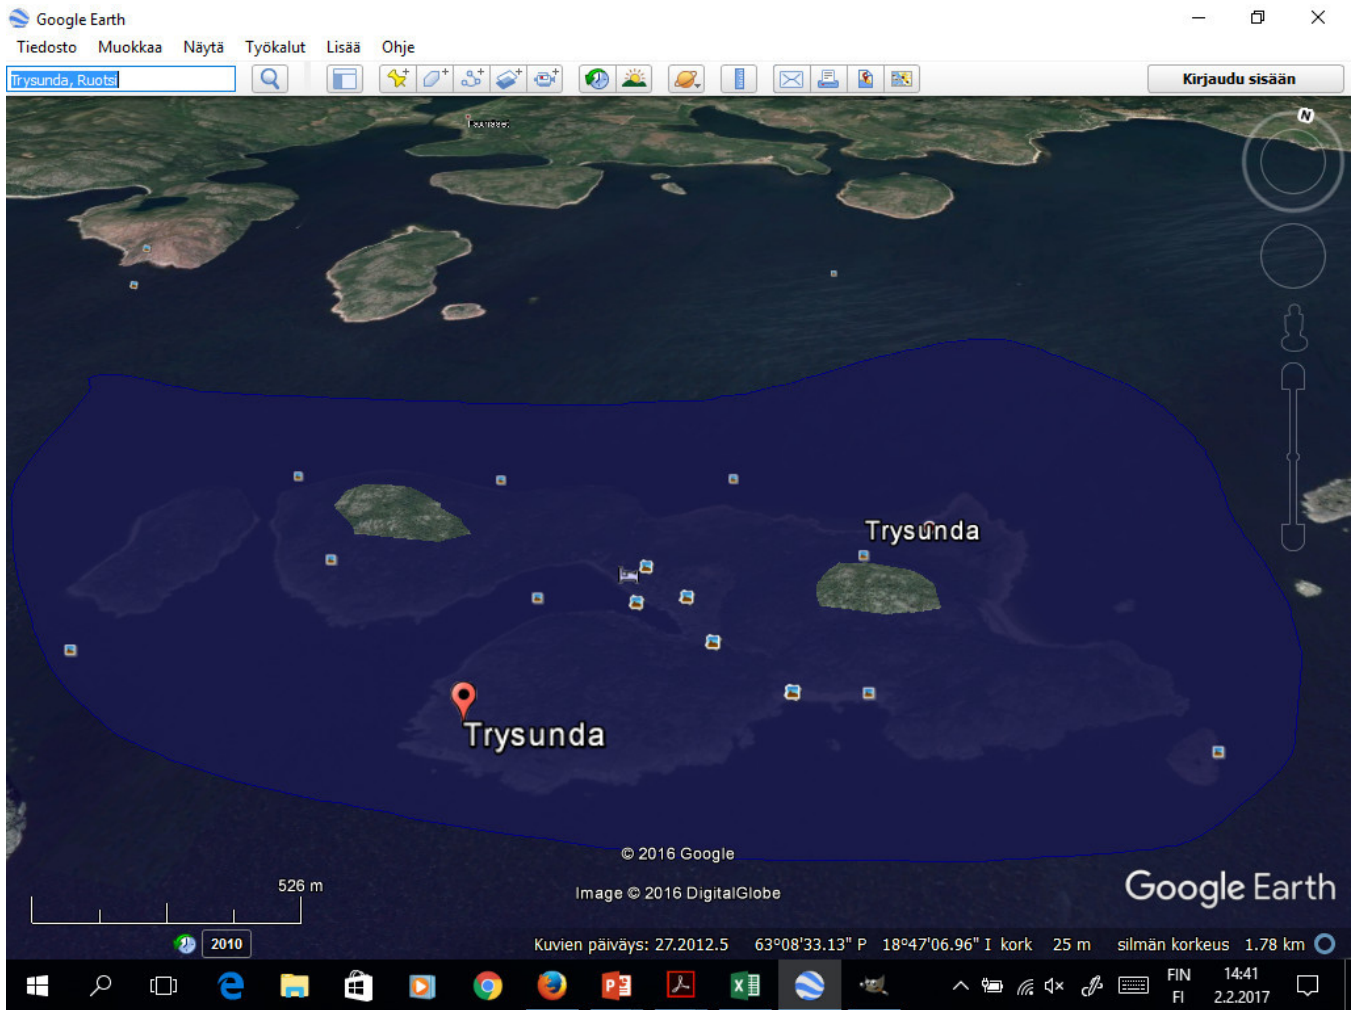 Google Earth
Tiedosto Muokkaa Näytä Työkalut Lisää Ohje
Trysunda, Ruotsi
Kirjaudu sisään
N
Trysunda
Trysunda
© 2016 Google
526 m
Image © 2016 DigitalGlobe
Google Earth
2010
Kuvien päiväys: 27.2012.5 63°08'33.13" P 18°47'06.96" I kork 25 m silmän korkeus 1.78 km
FIN 14:41
FI 2.2.2017